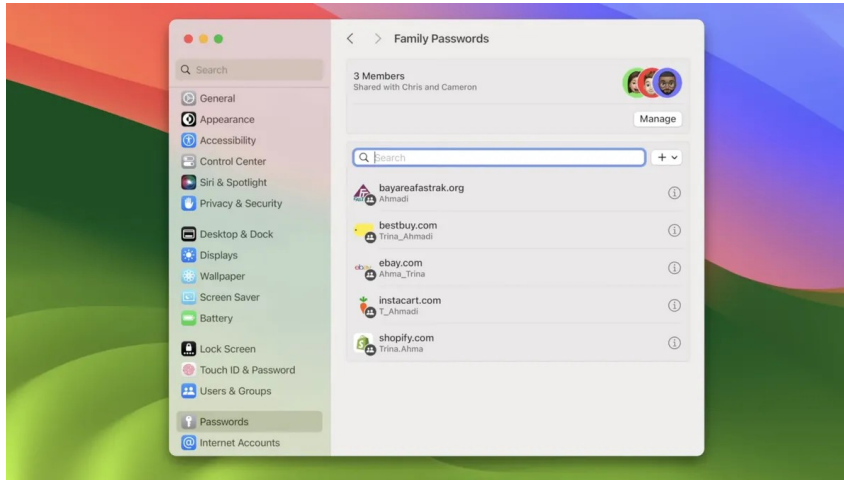 Search
General
Appearance
Accessibility
Control Center
Siri & Spotlight
Privacy & Security
Desktop & Dock
Displays
Wallpaper
Screen Saver
Battery
Lock Screen
Touch ID & Password
Users & Groups
Passwords
Internet Accounts
Family Passwords
3 Members
Shared with Chris and Cameron
Manage
Search
bayareafastrak.org
Ahmadi
bestbuy.com
Trina_Ahmadi
ebay
ebay.com
Ahma_Trina
instacart.com
T_Ahmadi
shopify.com
Trina.Ahma